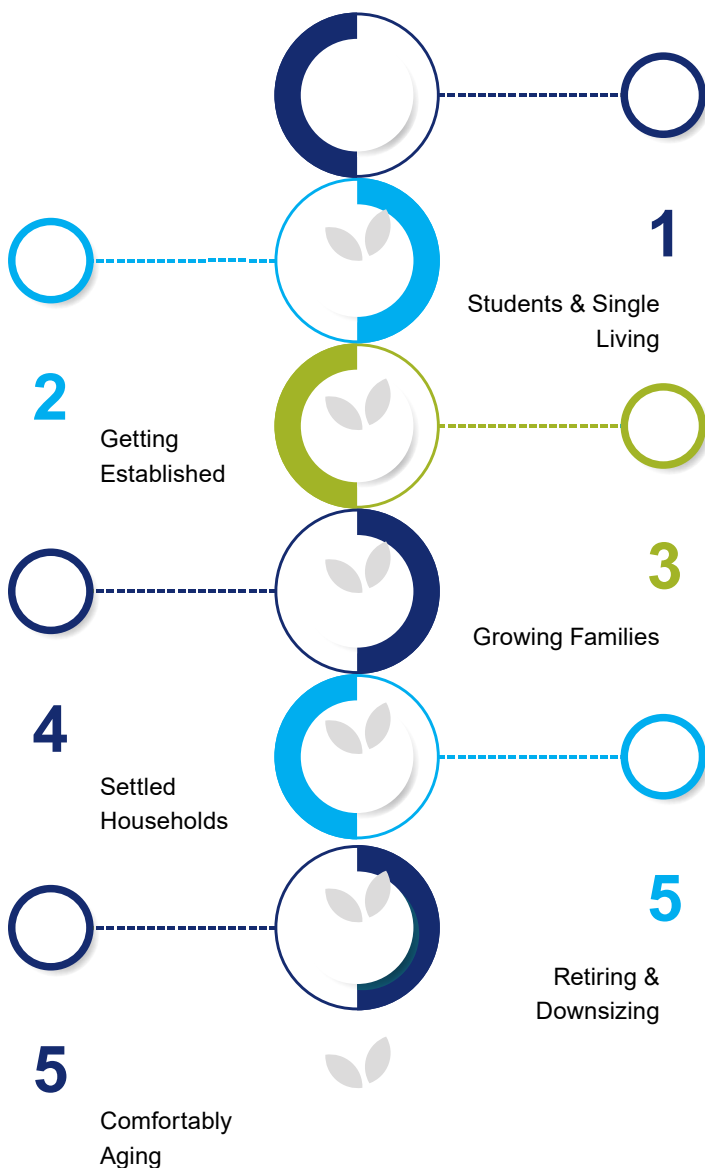 1
Students & Single
Living
2
Getting
Established
3
Growing Families
4
Settled
Households
5
Retiring &
Downsizing
5
Comfortably
Aging